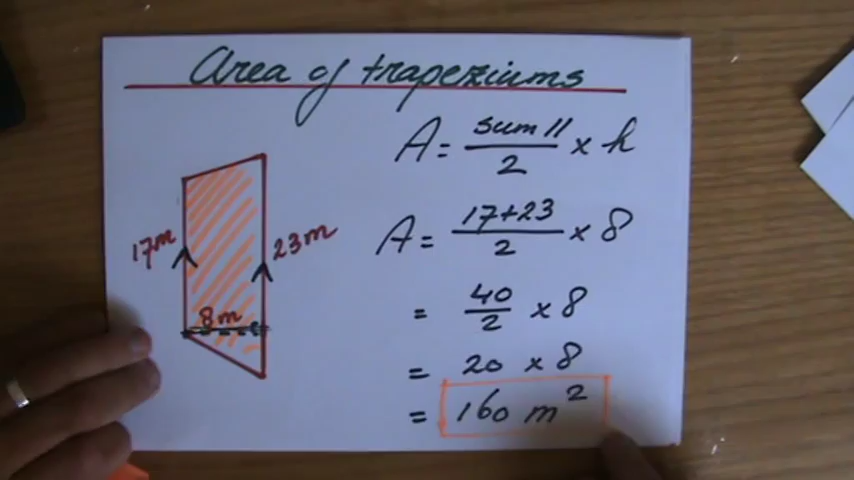 Area of trapeziums
A = sum // / 2 × h
17m
23m
8m
A = 17+23 / 2 × 8
= 40 / 2 × 8
= 20 × 8
= 160 m²